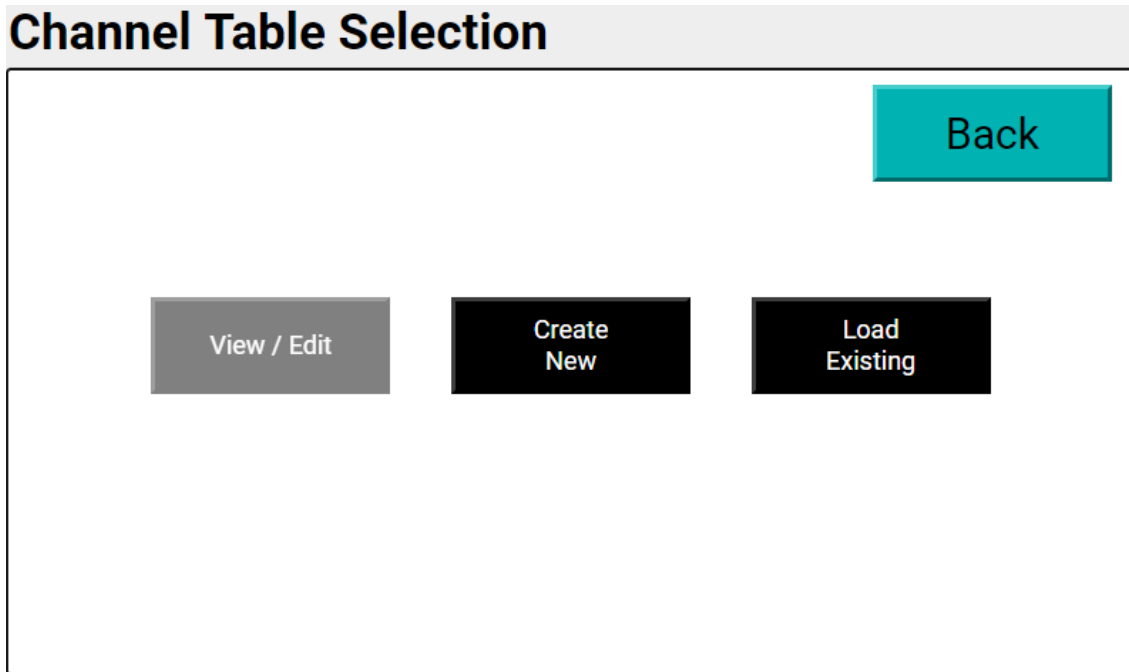 Channel Table Selection
Back
View / Edit
Create
New
Load
Existing